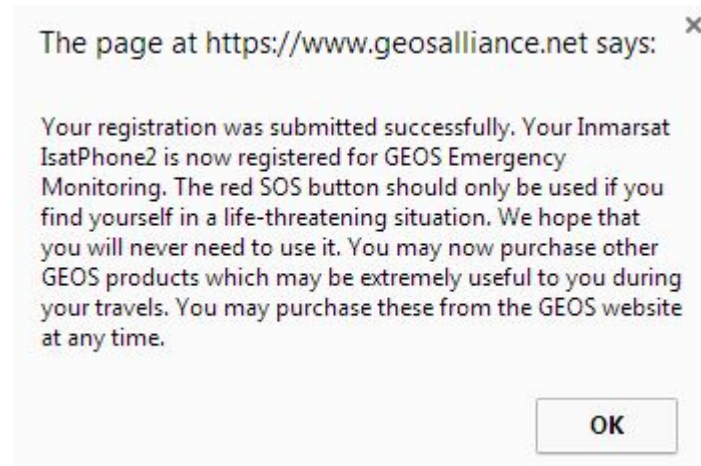 The page at https://www.geosalliance.net says:
Your registration was submitted successfully. Your Inmarsat
IsatPhone2 is now registered for GEOS Emergency
Monitoring. The red SOS button should only be used if you
find yourself in a life-threatening situation. We hope that
you will never need to use it. You may now purchase other
GEOS products which may be extremely useful to you during
your travels. You may purchase these from the GEOS website
at any time.
OK